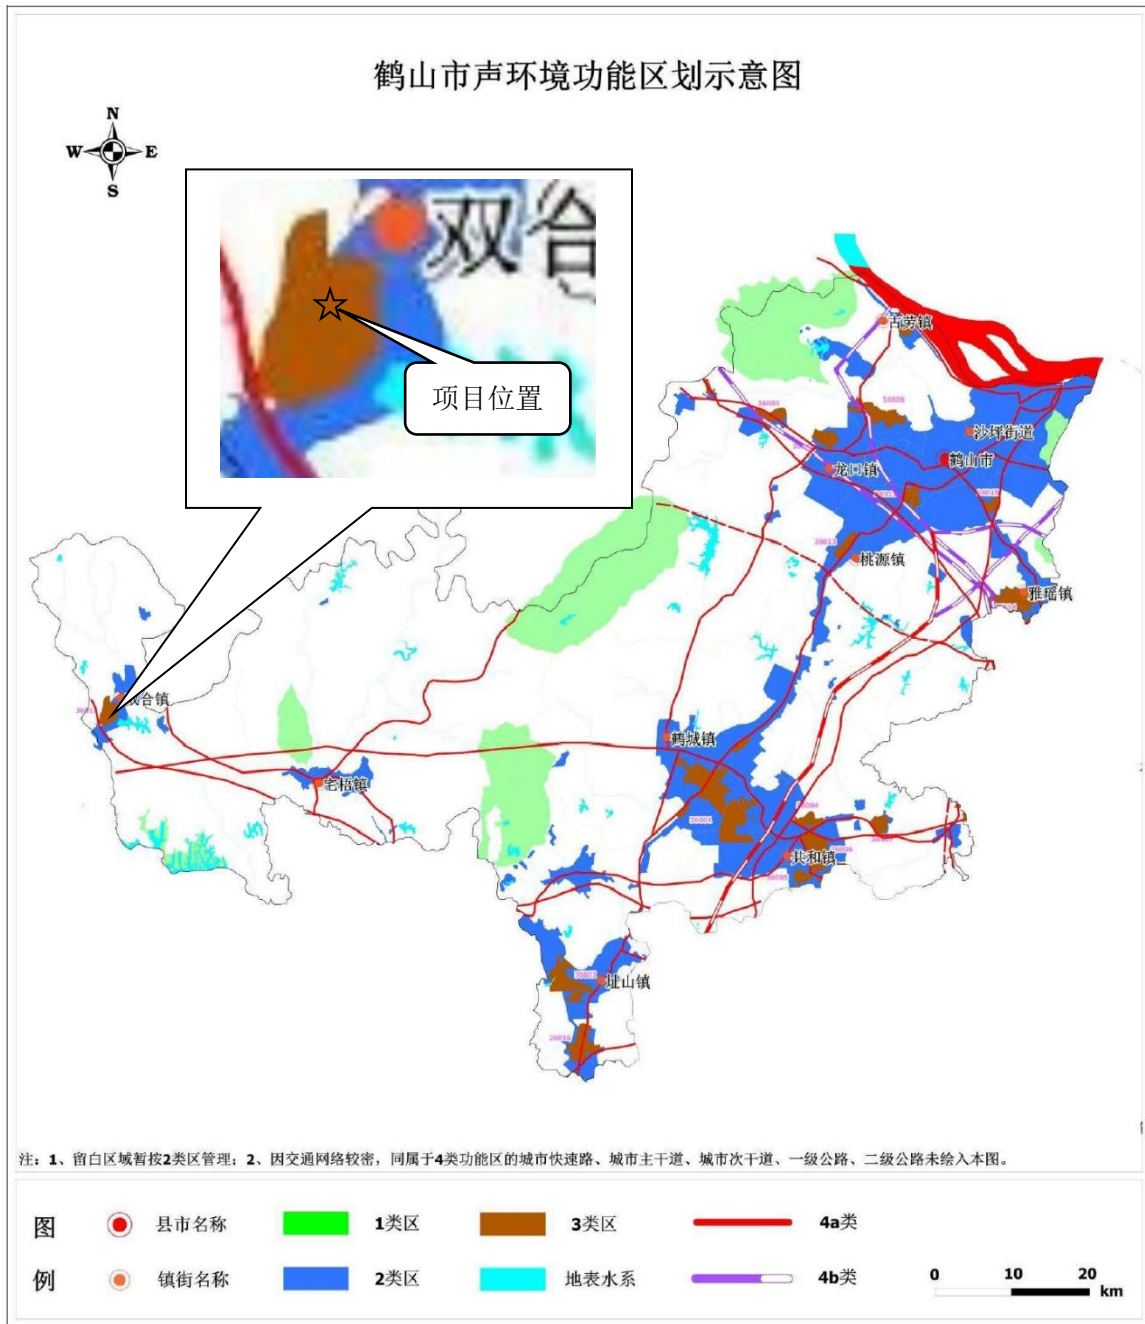 鹤山市声环境功能区划示意图
N
W
E
S
双合
项目位置
古劳镇
36008
沙坪街道
鹤山市
龙口镇
36013
桃源镇
雅瑶镇
双合镇
鹤城镇
宅梧镇
36001
36004
共和镇
址山镇
36016
注：1、留白区域暂按2类区管理；2、因交通网络较密，同属于4类功能区的城市快速路、城市主干道、城市次干道、一级公路、二级公路未绘入本图。
图例
县市名称
1类区
3类区
4a类
镇街名称
2类区
地表水系
4b类
0 10 20
km